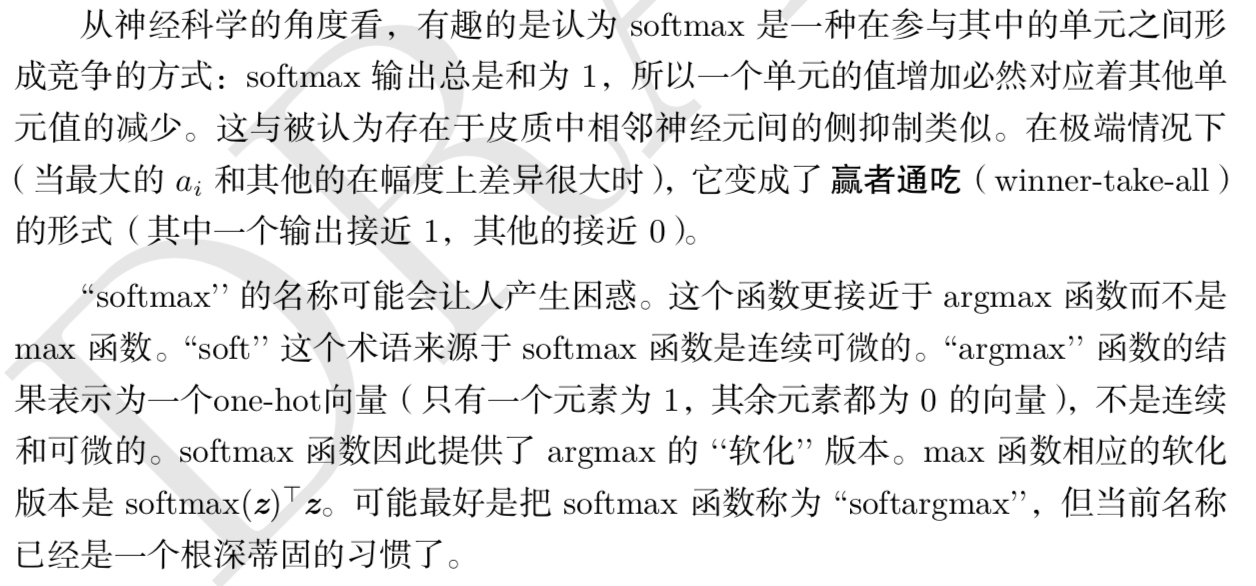 从神经科学的角度看，有趣的是认为 softmax 是一种在参与其中的单元之间形
成竞争的方式：softmax 输出总是和为 1，所以一个单元的值增加必然对应着其他单
元值的减少。这与被认为存在于皮质中相邻神经元间的侧抑制类似。在极端情况下
（当最大的 aᵢ 和其他的在幅度上差异很大时），它变成了 赢者通吃（winner-take-all）
的形式（其中一个输出接近 1，其他的接近 0）。
“softmax’’ 的名称可能会让人产生困惑。这个函数更接近于 argmax 函数而不是
max 函数。“soft’’ 这个术语来源于 softmax 函数是连续可微的。“argmax’’ 函数的结
果表示为一个one-hot向量（只有一个元素为 1，其余元素都为 0 的向量），不是连续
和可微的。softmax 函数因此提供了 argmax 的 “软化’’ 版本。max 函数相应的软化
版本是 softmax(z)⊤z。可能最好是把 softmax 函数称为 “softargmax’’，但当前名称
已经是一个根深蒂固的习惯了。